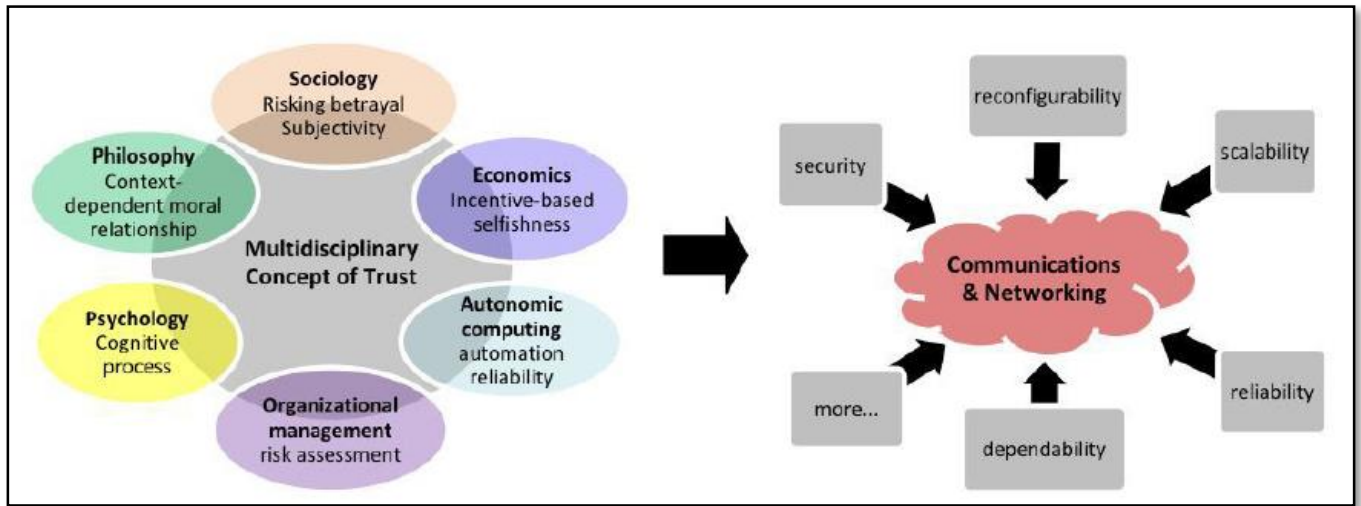 Sociology
Risking betrayal
Subjectivity
Philosophy
Context-
dependent moral
relationship
Economics
Incentive-based
selfishness
Multidisciplinary
Concept of Trust
Psychology
Cognitive
process
Autonomic
computing
automation
reliability
Organizational
management
risk assessment
reconfigurability
security
scalability
Communications
& Networking
more...
dependability
reliability